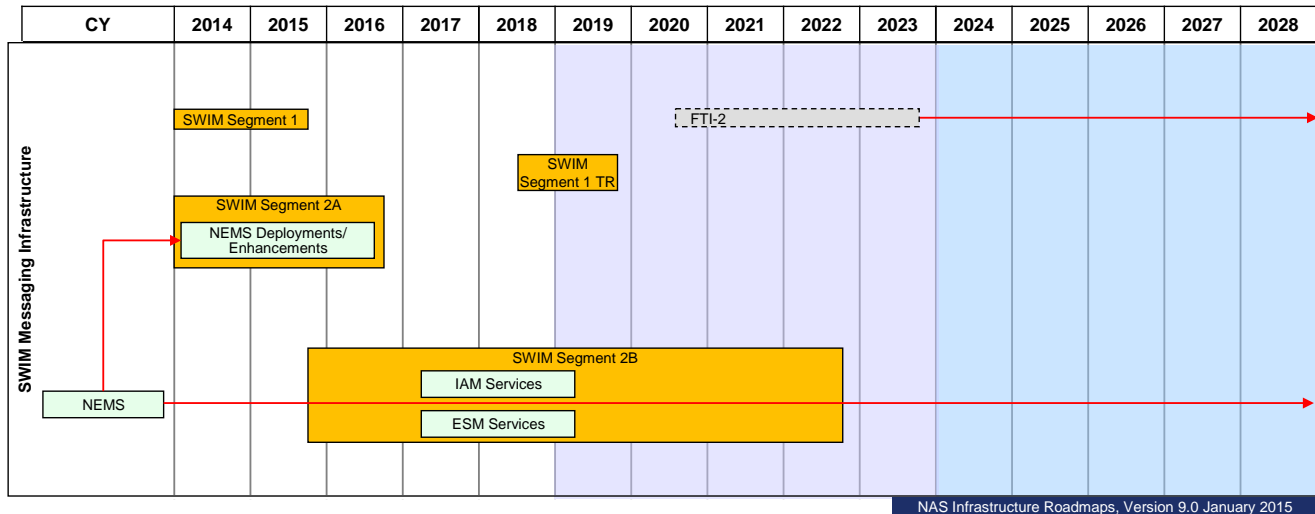 CY 2014 2015 2016 2017 2018 2019 2020 2021 2022 2023 2024 2025 2026 2027 2028
SWIM Messaging Infrastructure
SWIM Segment 1
FTI-2
SWIM
Segment 1 TR
SWIM Segment 2A
NEMS Deployments/
Enhancements
SWIM Segment 2B
IAM Services
NEMS
ESM Services
NAS Infrastructure Roadmaps, Version 9.0 January 2015